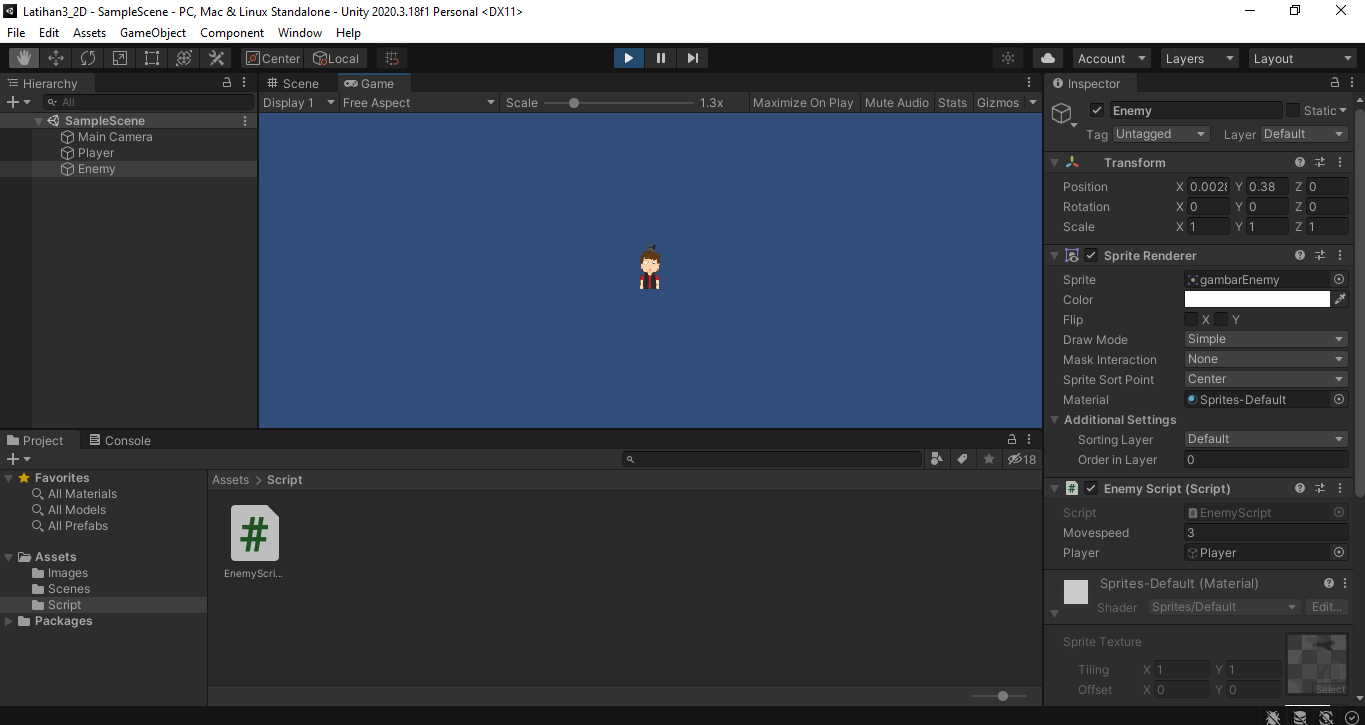 Latihan3_2D - SampleScene - PC, Mac & Linux Standalone - Unity 2020.3.18f1 Personal <DX11>
File Edit Assets GameObject Component Window Help
Center Local Account Layers Layout
Hierarchy
All
SampleScene
Main Camera
Player
Enemy
Scene Game
Display 1 Free Aspect Scale 1.3x Maximize On Play Mute Audio Stats Gizmos
Inspector
Enemy Static
Tag Untagged Layer Default
Transform
Position X 0.0028 Y 0.38 Z 0
Rotation X 0 Y 0 Z 0
Scale X 1 Y 1 Z 1
Sprite Renderer
Sprite gambarEnemy
Color
Flip X Y
Draw Mode Simple
Mask Interaction None
Sprite Sort Point Center
Material Sprites-Default
Additional Settings
Sorting Layer Default
Order in Layer 0
# Enemy Script (Script)
Script EnemyScript
Movespeed 3
Player Player
Sprites-Default (Material)
Shader Sprites/Default Edit...
Sprite Texture
Tiling X 1 Y 1
Offset X 0 Y 0
Select
Project Console
18
Favorites
All Materials
All Models
All Prefabs
Assets
Images
Scenes
Script
Packages
Assets > Script
#
EnemyScri...